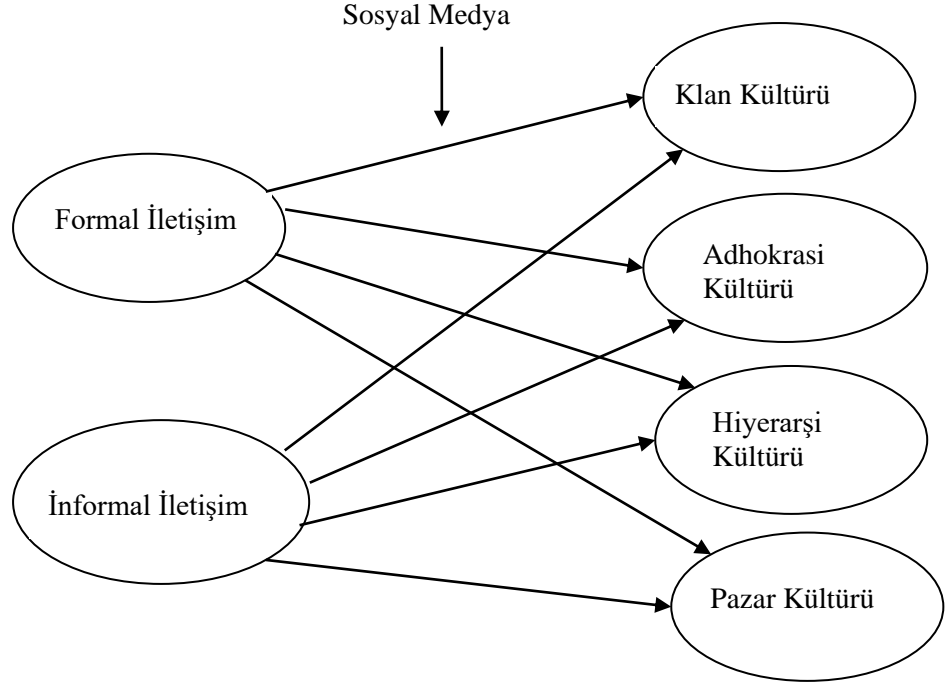 Sosyal Medya
Klan Kültürü
Formal İletişim
Adhokrasi
Kültürü
Hiyerarşi
Kültürü
İnformal İletişim
Pazar Kültürü